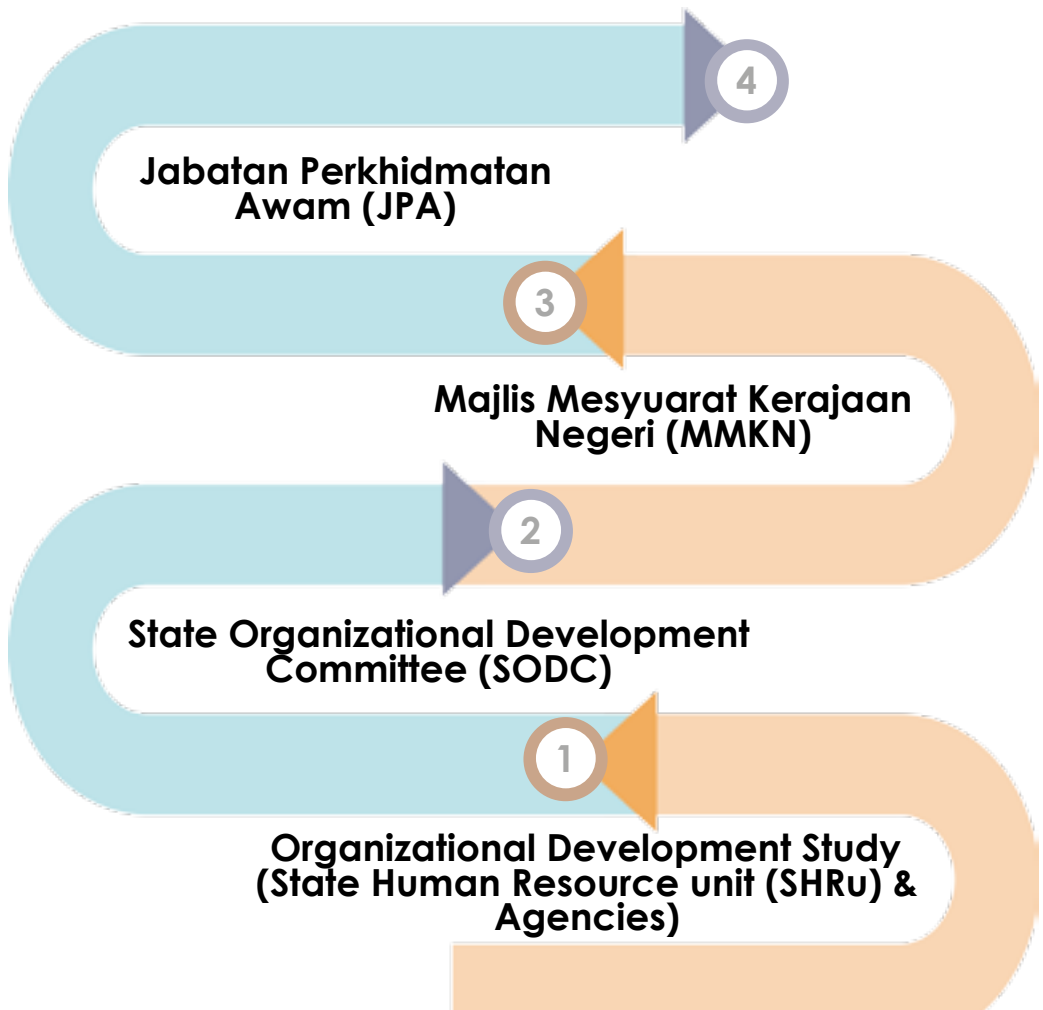 4
Jabatan Perkhidmatan
Awam (JPA)
3
Majlis Mesyuarat Kerajaan
Negeri (MMKN)
2
State Organizational Development
Committee (SODC)
1
Organizational Development Study
(State Human Resource unit (SHRu) &
Agencies)